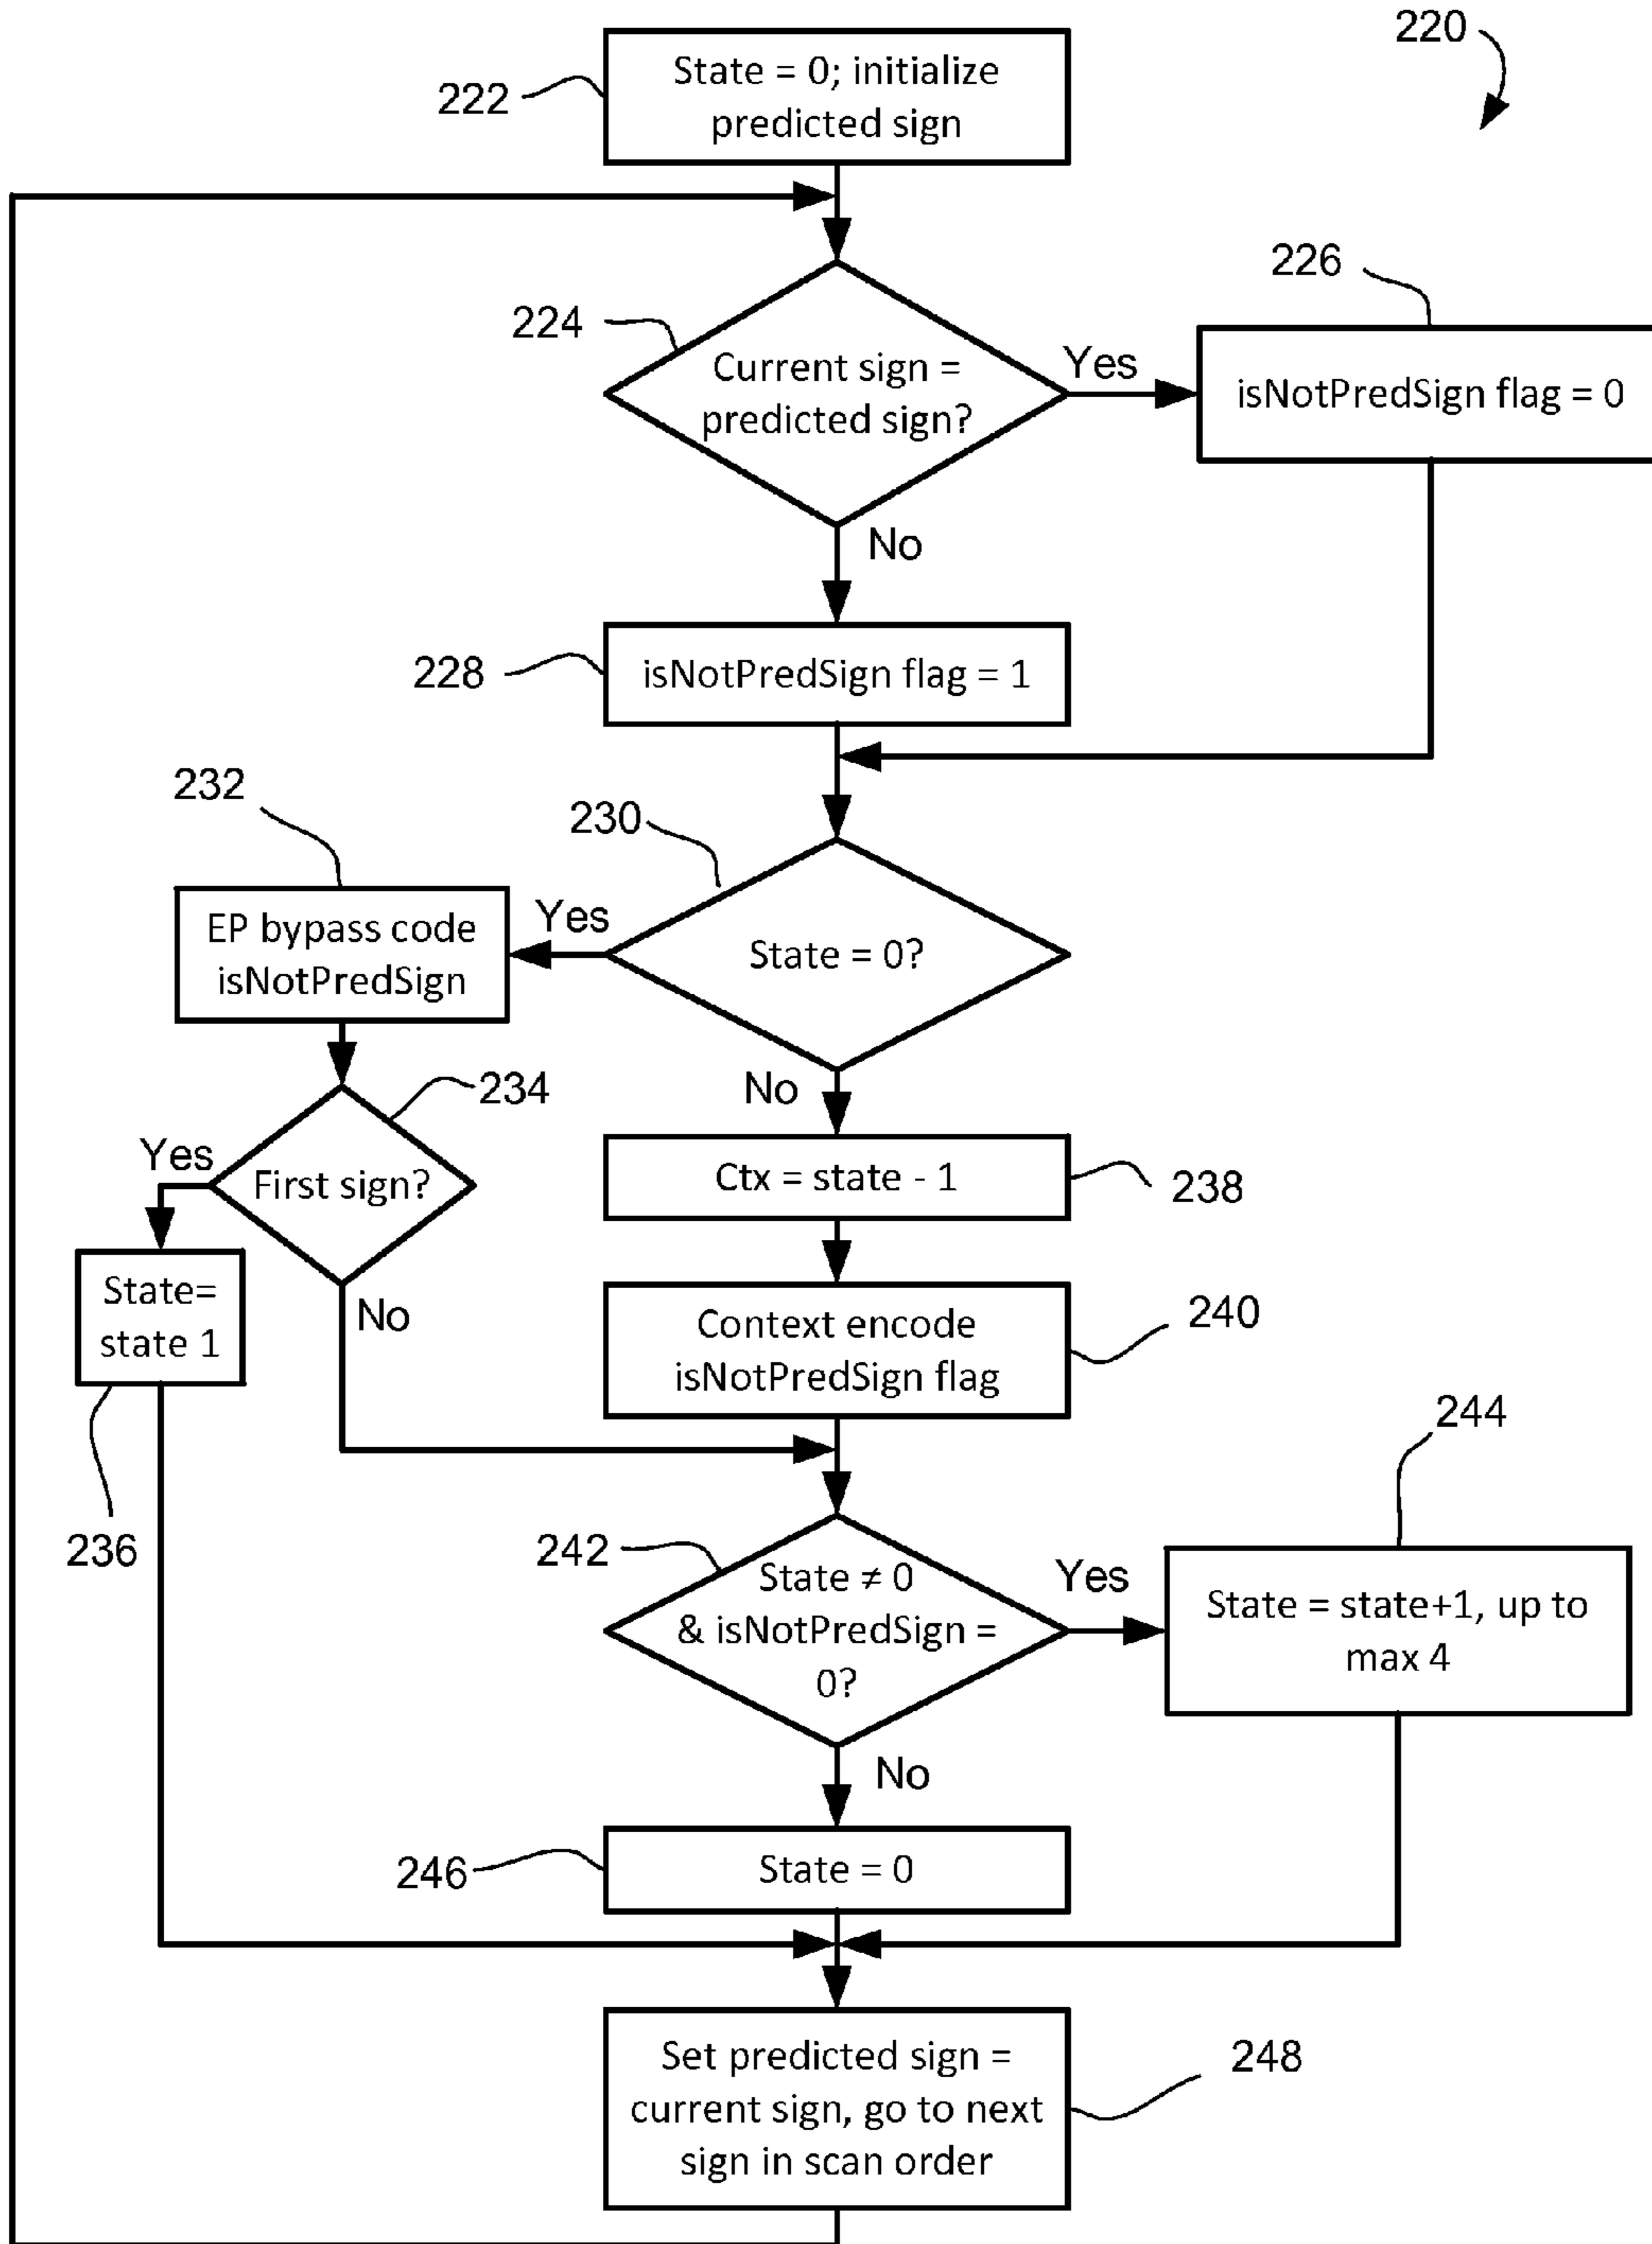 220
State = 0; initialize
predicted sign
222
226
224
Current sign =
predicted sign?
Yes
isNotPredSign flag = 0
No
228
isNotPredSign flag = 1
232
230
EP bypass code
isNotPredSign
Yes
State = 0?
234
No
Yes
First sign?
Ctx = state - 1
238
State=
state 1
No
Context encode
isNotPredSign flag
240
244
236
242
State ≠ 0
& isNotPredSign =
0?
Yes
State = state+1, up to
max 4
No
246
State = 0
Set predicted sign =
current sign, go to next
sign in scan order
248